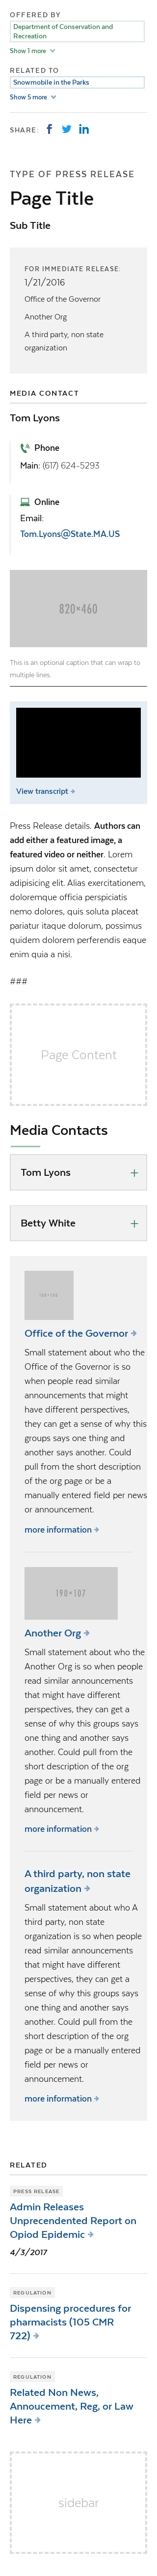 OFFERED BY
Department of Conservation and
Recreation
Show 1 more
RELATED TO
Snowmobile in the Parks
Show 5 more
SHARE:
TYPE OF PRESS RELEASE
Page Title
Sub Title
FOR IMMEDIATE RELEASE:
1/21/2016
Office of the Governor
Another Org
A third party, non state
organization
MEDIA CONTACT
Tom Lyons
Phone
Main: (617) 624-5293
Online
Email:
Tom.Lyons@State.MA.US
820×460
This is an optional caption that can wrap to
multiple lines.
View transcript
Press Release details. Authors can
add either a featured image, a
featured video or neither. Lorem
ipsum dolor sit amet, consectetur
adipisicing elit. Alias exercitationem,
doloremque officia perspiciatis
nemo dolores, quis soluta placeat
pariatur itaque dolorum, possimus
quidem dolorem perferendis eaque
enim quia a nisi.
###
Page Content
Media Contacts
Tom Lyons
Betty White
Office of the Governor
Small statement about who the
Office of the Governor is so
when people read similar
announcements that might
have different perspectives,
they can get a sense of why this
groups says one thing and
another says another. Could
pull from the short description
of the org page or be a
manually entered field per news
or announcement.
more information
190×107
Another Org
Small statement about who the
Another Org is so when people
read similar announcements
that might have different
perspectives, they can get a
sense of why this groups says
one thing and another says
another. Could pull from the
short description of the org
page or be a manually entered
field per news or
announcement.
more information
A third party, non state
organization
Small statement about who A
third party, non state
organization is so when people
read similar announcements
that might have different
perspectives, they can get a
sense of why this groups says
one thing and another says
another. Could pull from the
short description of the org
page or be a manually entered
field per news or
announcement.
more information
RELATED
PRESS RELEASE
Admin Releases
Unprecendented Report on
Opiod Epidemic
4/3/2017
REGULATION
Dispensing procedures for
pharmacists (105 CMR
722)
REGULATION
Related Non News,
Annoucement, Reg, or Law
Here
sidebar